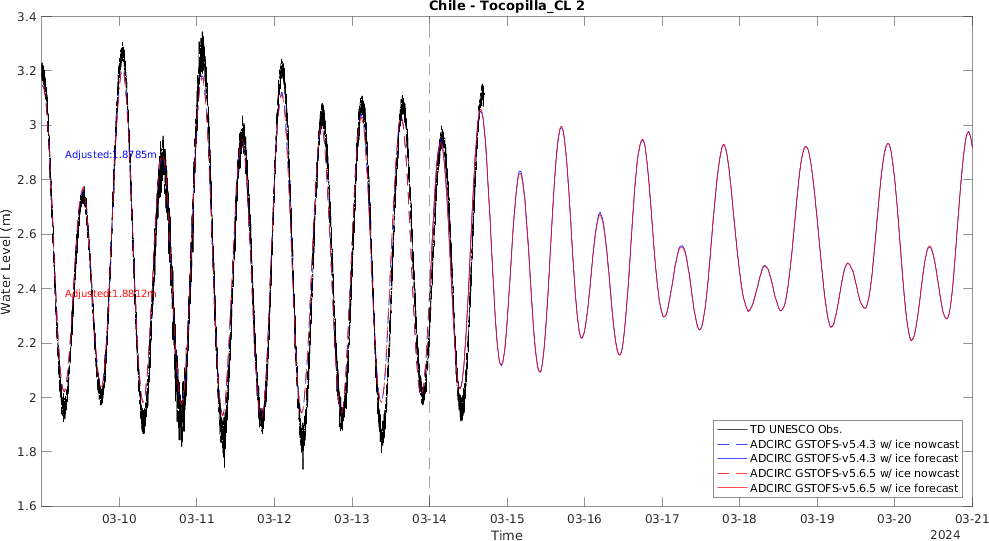 Chile - Tocopilla_CL 2
3.4
3.2
3
2.8
2.6
2.4
2.2
2
1.8
1.6
Water Level (m)
Adjusted:1.8785m
Adjusted:1.8812m
TD UNESCO Obs.
ADCIRC GSTOFS-v5.4.3 w/ ice nowcast
ADCIRC GSTOFS-v5.4.3 w/ ice forecast
ADCIRC GSTOFS-v5.6.5 w/ ice nowcast
ADCIRC GSTOFS-v5.6.5 w/ ice forecast
03-10 03-11 03-12 03-13 03-14 03-15 03-16 03-17 03-18 03-19 03-20 03-21
Time
2024